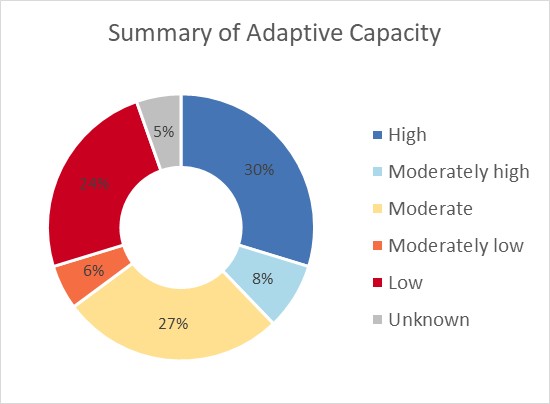 Summary of Adaptive Capacity
5%
30%
24%
8%
6%
27%
High
Moderately high
Moderate
Moderately low
Low
Unknown